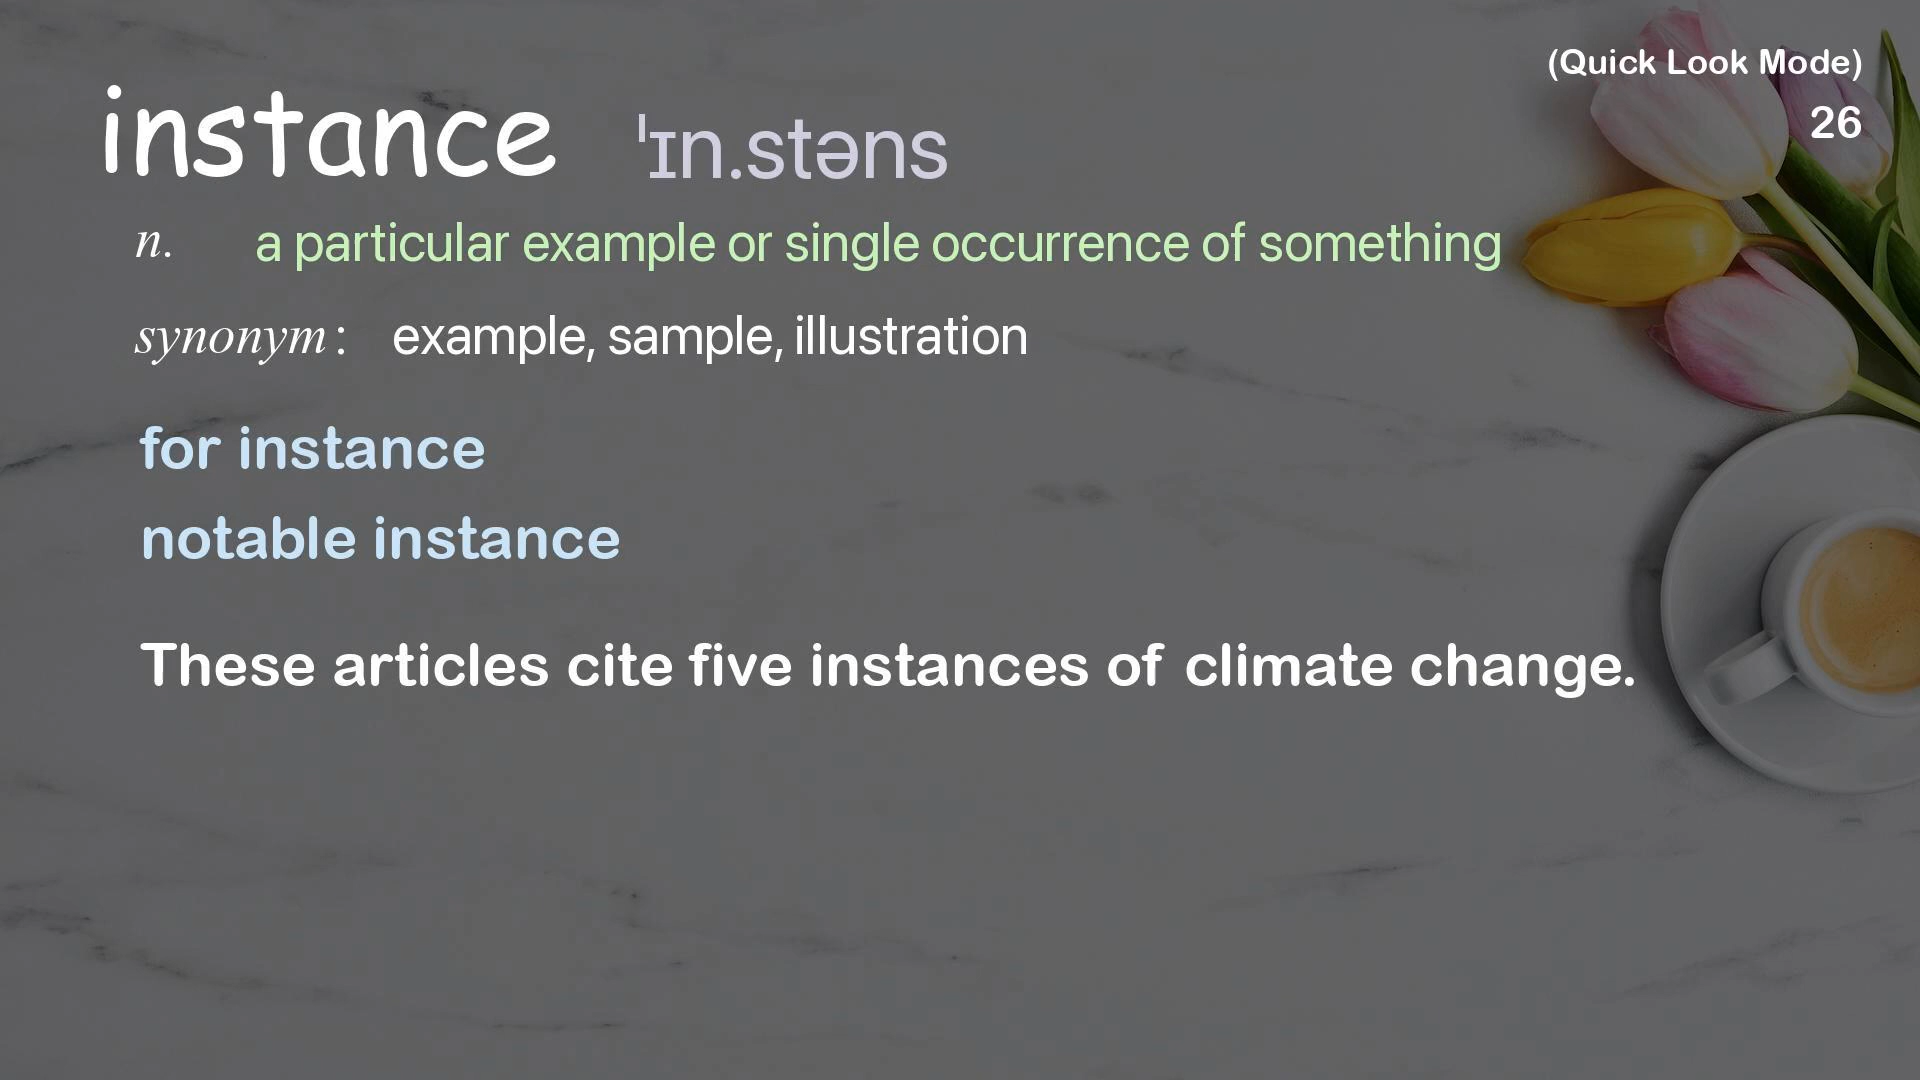 (Quick Look Mode)
26
instance ˈɪn.stəns
n. a particular example or single occurrence of something
synonym: example, sample, illustration
for instance
notable instance
These articles cite five instances of climate change.